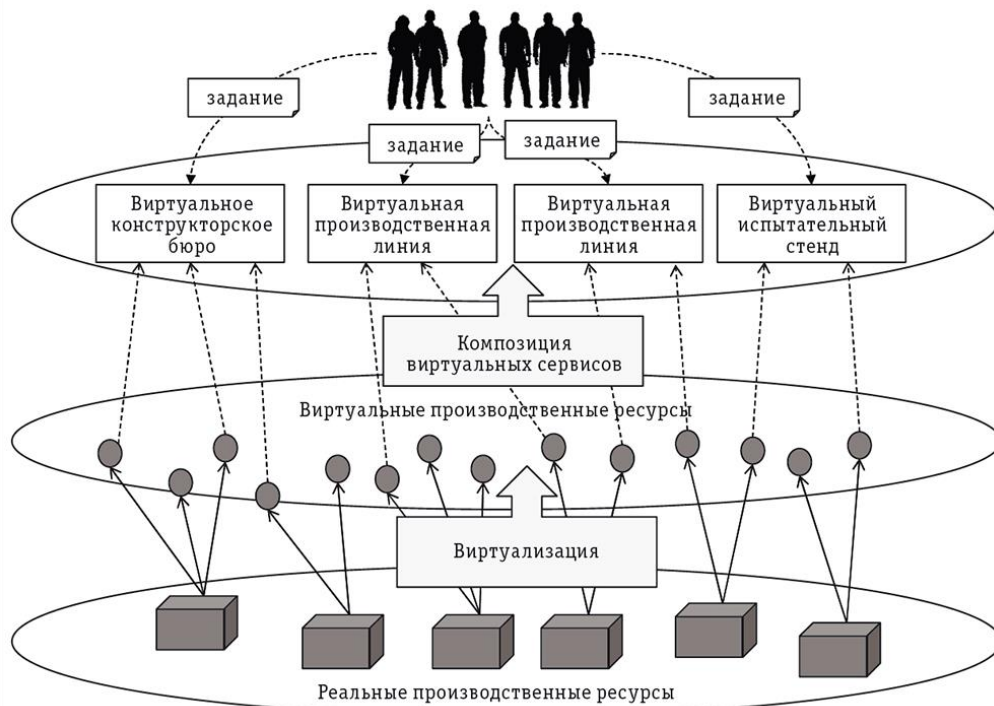 задание
задание
задание
задание
Виртуальное
конструкторское
бюро
Виртуальная
производственная
линия
Виртуальная
производственная
линия
Виртуальный
испытательный
стенд
Композиция
виртуальных сервисов
Виртуальные производственные ресурсы
Виртуализация
Реальные производственные ресурсы